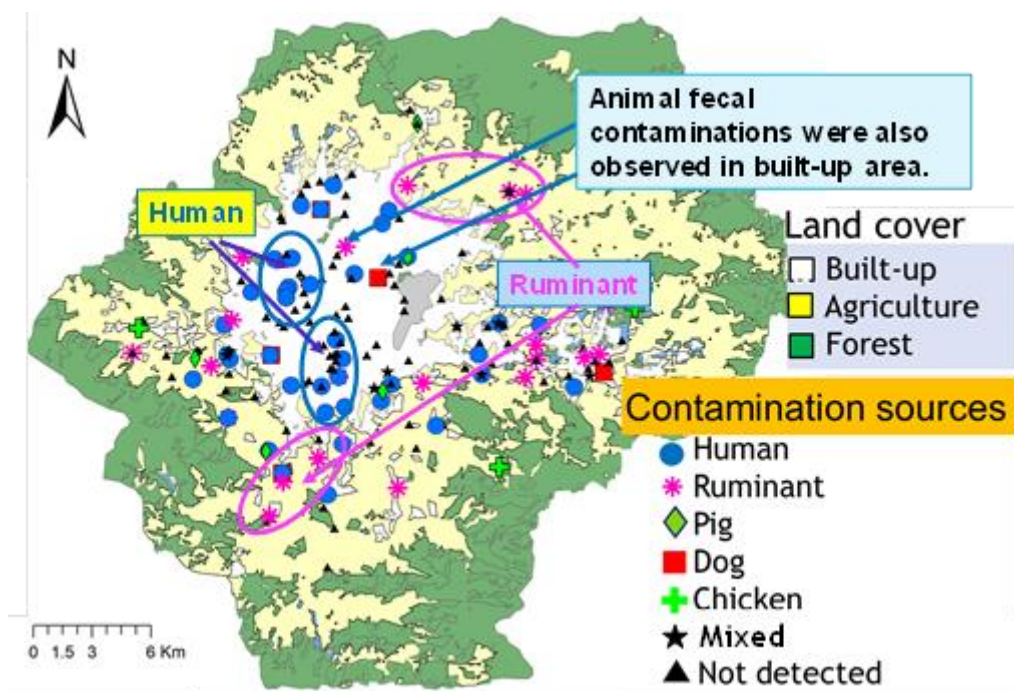 N
Animal fecal
contaminations were also
observed in built-up area.
Human
Ruminant
Land cover
Built-up
Agriculture
Forest
Contamination sources
Human
Ruminant
Pig
Dog
Chicken
Mixed
Not detected
0 1.5 3 6 Km